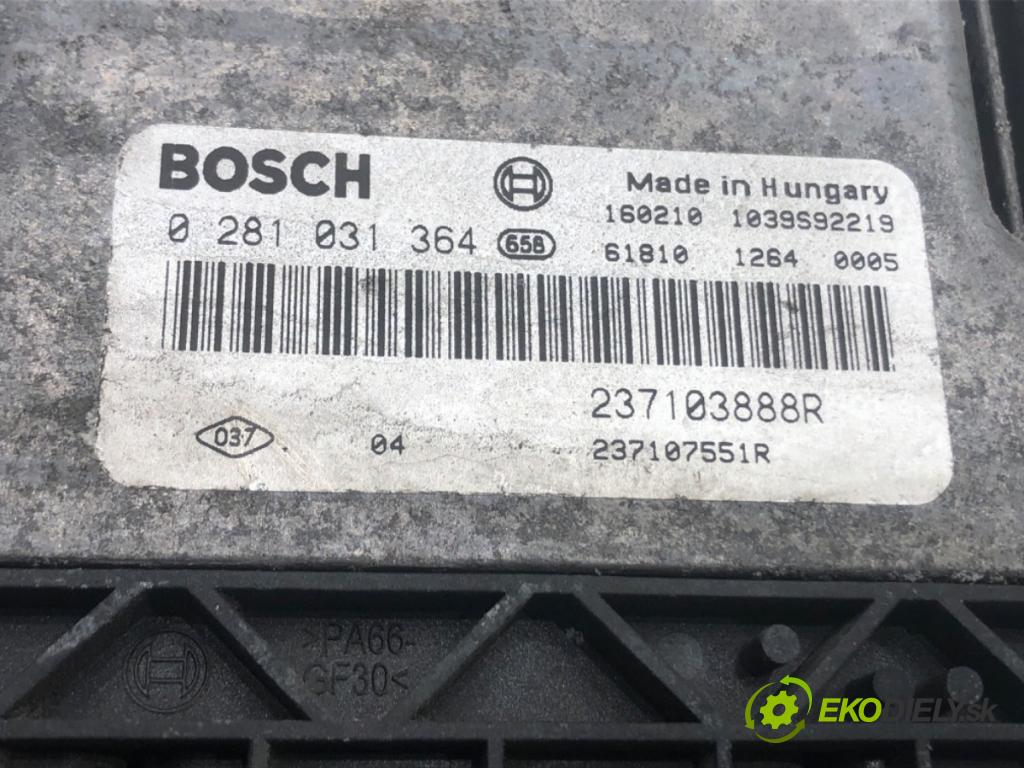 BOSCH
Made in Hungary
160210 1039S92219
0 281 031 364 658
61810 1264 0005
237103888R
037 04 237107551R
>PA66-
GF30<
EKODIELY.sk